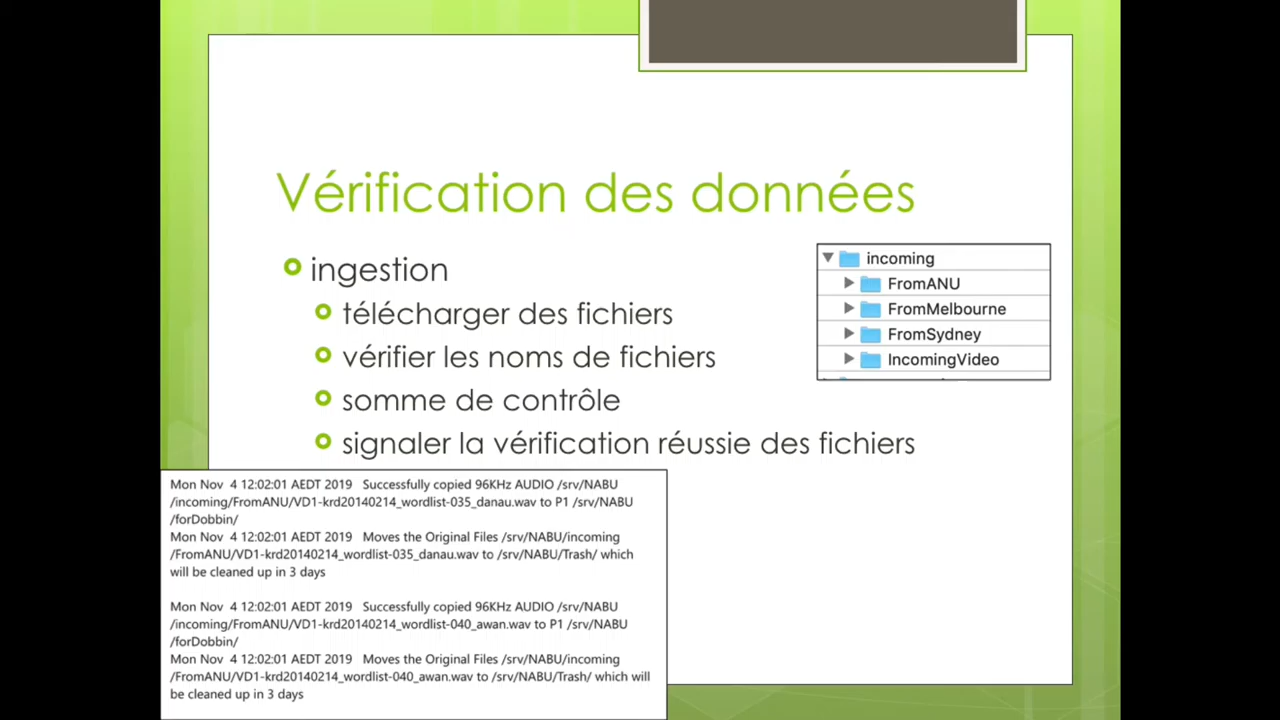 Vérification des données
ingestion
télécharger des fichiers
vérifier les noms de fichiers
somme de contrôle
signaler la vérification réussie des fichiers
incoming
FromANU
FromMelbourne
FromSydney
IncomingVideo
Mon Nov 4 12:02:01 AEDT 2019 Successfully copied 96KHz AUDIO /srv/NABU
/incoming/FromANU/VD1-krd20140214_wordlist-035_danau.wav to P1 /srv/NABU
/forDobbin/
Mon Nov 4 12:02:01 AEDT 2019 Moves the Original Files /srv/NABU/incoming
/FromANU/VD1-krd20140214_wordlist-035_danau.wav to /srv/NABU/Trash/ which
will be cleaned up in 3 days
Mon Nov 4 12:02:01 AEDT 2019 Successfully copied 96KHz AUDIO /srv/NABU
/incoming/FromANU/VD1-krd20140214_wordlist-040_awan.wav to P1 /srv/NABU
/forDobbin/
Mon Nov 4 12:02:01 AEDT 2019 Moves the Original Files /srv/NABU/incoming
/FromANU/VD1-krd20140214_wordlist-040_awan.wav to /srv/NABU/Trash/ which will
be cleaned up in 3 days